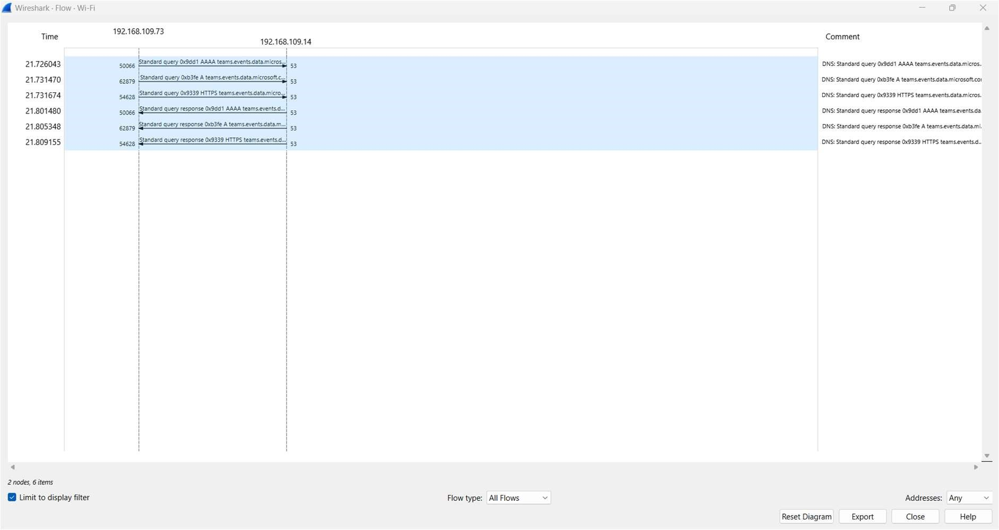 Wireshark · Flow · Wi-Fi
Time
192.168.109.73
192.168.109.14
Comment
21.726043
50066
Standard query 0x9dd1 AAAA teams.events.data.micros...
53
DNS: Standard query 0x9dd1 AAAA teams.events.data.micros..
21.731470
62879
Standard query 0xb3fe A teams.events.data.microsoft.c...
53
DNS: Standard query 0xb3fe A teams.events.data.microsoft.com
21.731674
54628
Standard query 0x9339 HTTPS teams.events.data.micro...
53
DNS: Standard query 0x9339 HTTPS teams.events.data.micros.
21.801480
50066
Standard query response 0x9dd1 AAAA teams.events.d...
53
DNS: Standard query response 0x9dd1 AAAA teams.events.da
21.805348
62879
Standard query response 0xb3fe A teams.events.data.m...
53
DNS: Standard query response 0xb3fe A teams.events.data.mi.
21.809155
54628
Standard query response 0x9339 HTTPS teams.events.d...
53
DNS: Standard query response 0x9339 HTTPS teams.events.d..
2 nodes, 6 items
Limit to display filter
Flow type: All Flows
Addresses: Any
Reset Diagram
Export
Close
Help